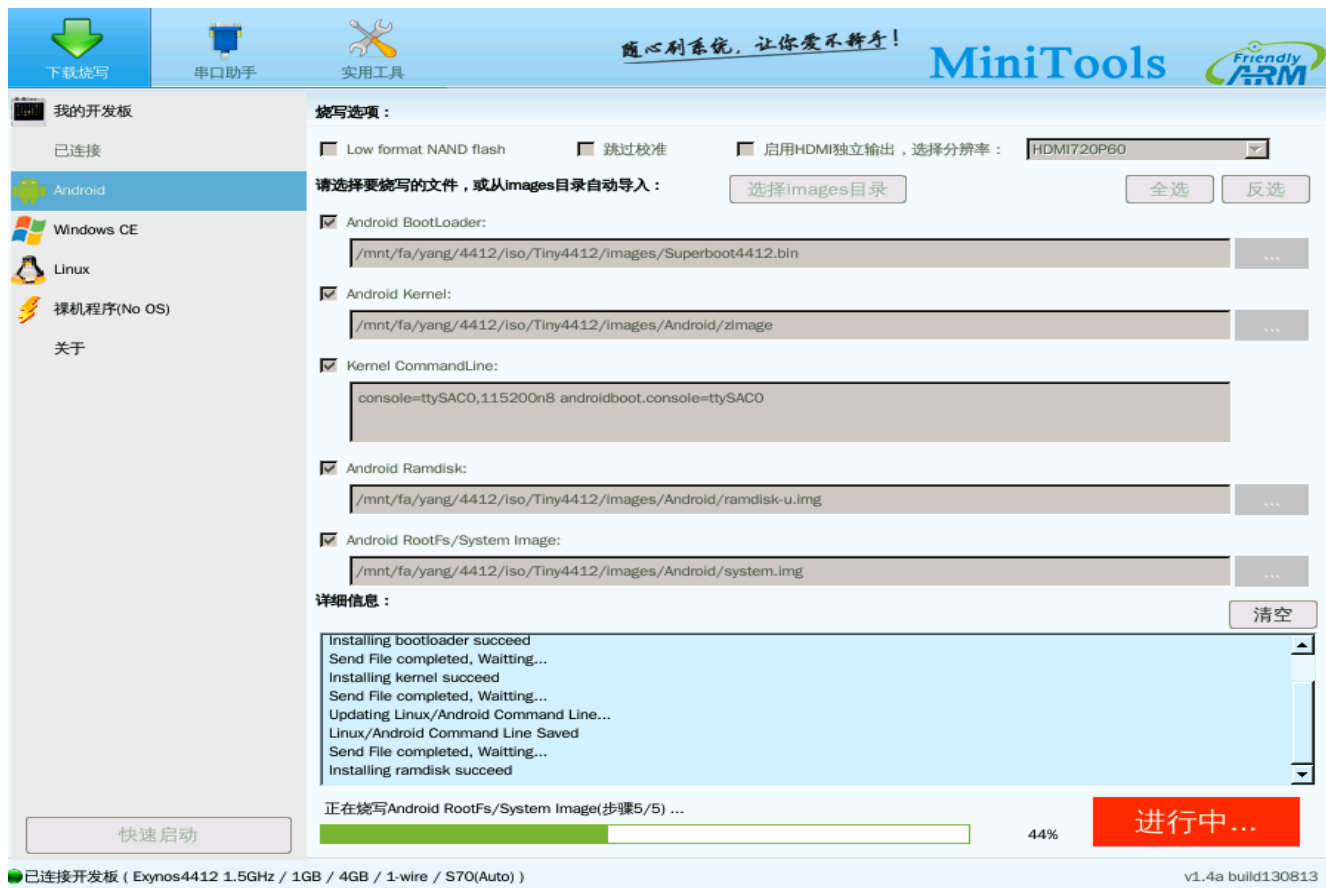 下载烧写
串口助手
实用工具
随心刷系统,让你爱不释手!
MiniTools
Friendly
ARM
我的开发板
已连接
Android
Windows CE
Linux
裸机程序(No OS)
关于
快速启动
烧写选项:
Low format NAND flash 跳过校准 启用HDMI独立输出,选择分辨率: HDMI720P60
请选择要烧写的文件,或从images目录自动导入: 选择images目录 全选 反选
Android BootLoader:
/mnt/fa/yang/4412/iso/Tiny4412/images/Superboot4412.bin ...
Android Kernel:
/mnt/fa/yang/4412/iso/Tiny4412/images/Android/zImage ...
Kernel CommandLine:
console=ttySAC0,115200n8 androidboot.console=ttySAC0
Android Ramdisk:
/mnt/fa/yang/4412/iso/Tiny4412/images/Android/ramdisk-u.img ...
Android RootFs/System Image:
/mnt/fa/yang/4412/iso/Tiny4412/images/Android/system.img ...
详细信息: 清空
Installing bootloader succeed
Send File completed, Waitting...
Installing kernel succeed
Send File completed, Waitting...
Updating Linux/Android Command Line...
Linux/Android Command Line Saved
Send File completed, Waitting...
Installing ramdisk succeed
正在烧写Android RootFs/System Image(步骤5/5) ...
44% 进行中...
已连接开发板 ( Exynos4412 1.5GHz / 1GB / 4GB / 1-wire / S70(Auto) ) v1.4a build130813